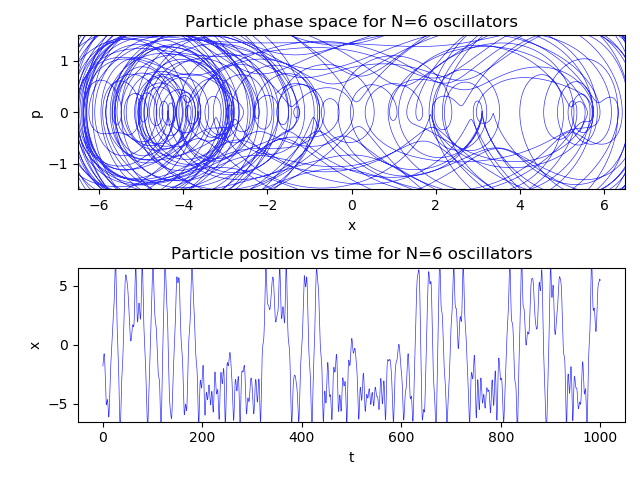 Particle phase space for N=6 oscillators
1
0
−1
p
−6 −4 −2 0 2 4 6
x
Particle position vs time for N=6 oscillators
5
0
−5
x
0 200 400 600 800 1000
t